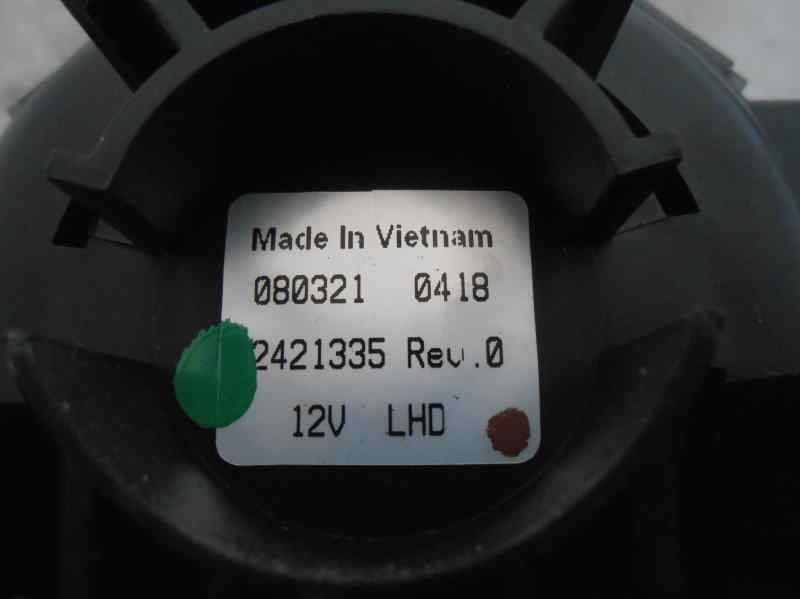 Made In Vietnam
080321 0418
2421335 Rev.0
12V LHD